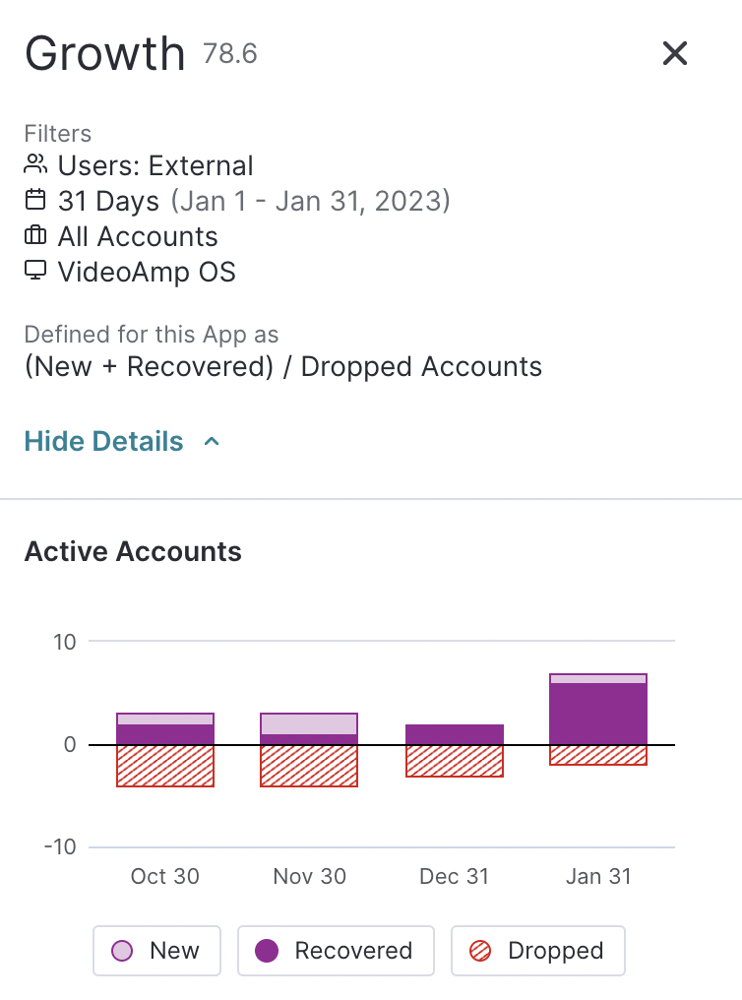 Growth 78.6
Filters
Users: External
31 Days (Jan 1 - Jan 31, 2023)
All Accounts
VideoAmp OS
Defined for this App as
(New + Recovered) / Dropped Accounts
Hide Details
Active Accounts
10
0
-10
Oct 30 Nov 30 Dec 31 Jan 31
New Recovered Dropped